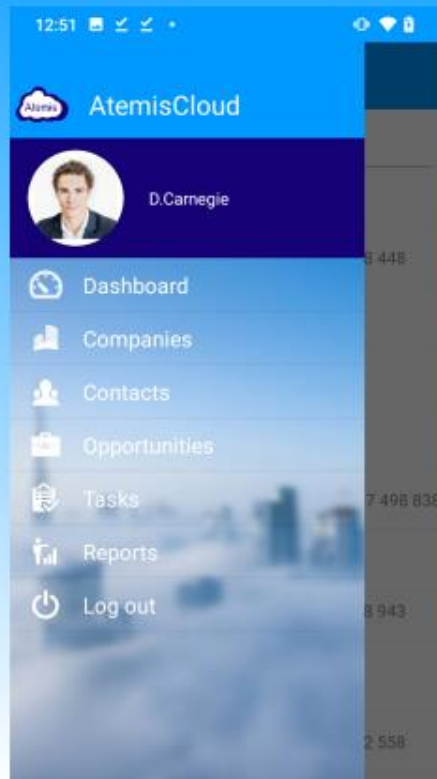 12:51
Atemis
AtemisCloud
D.Carnegie
8 448
Dashboard
Companies
Contacts
Opportunities
Tasks
7 498 838
Reports
Log out
8 943
2 558